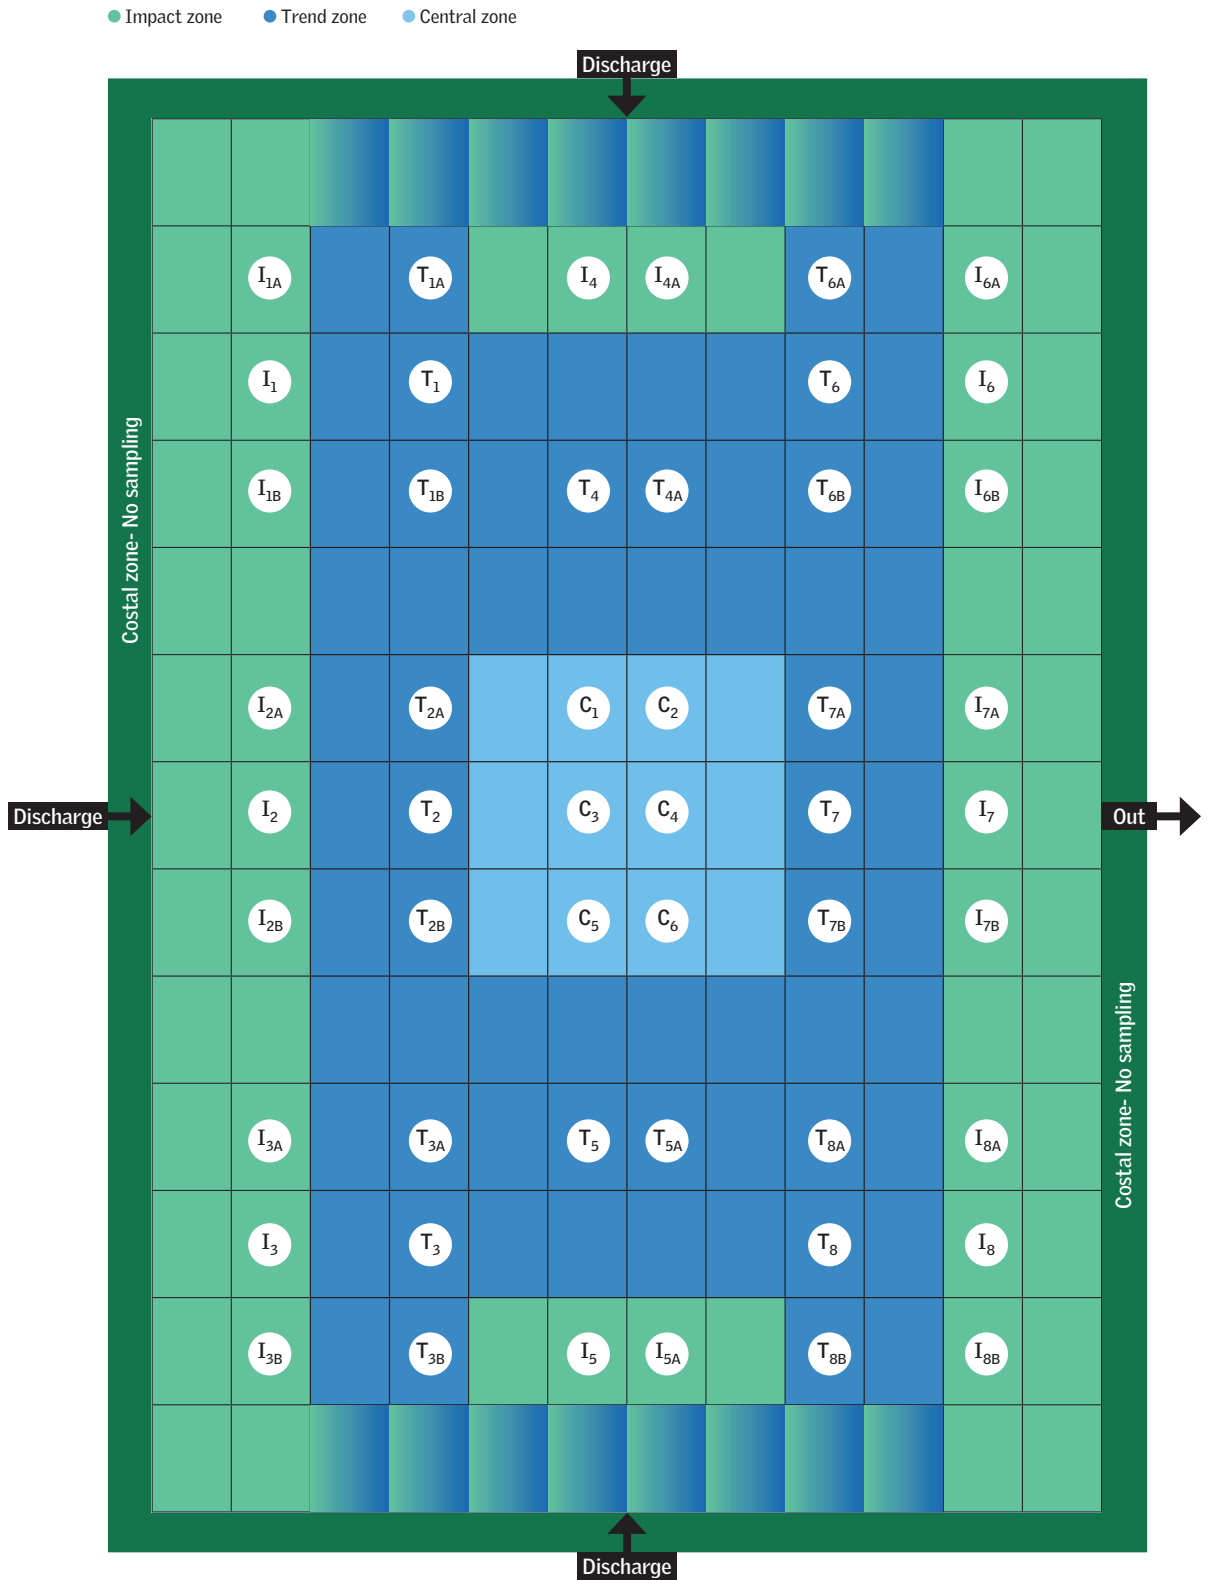 Impact zone Trend zone Central zone
Discharge
I1A T1A I4 I4A T6A I6A
I1 T1 T6 I6
I1B T1B T4 T4A T6B I6B
Costal zone- No sampling
I2A T2A C1 C2 T7A I7A
Discharge I2 T2 C3 C4 T7 I7 Out
I2B T2B C5 C6 T7B I7B
Costal zone- No sampling
I3A T3A T5 T5A T8A I8A
I3 T3 T8 I8
I3B T3B I5 I5A T8B I8B
Discharge